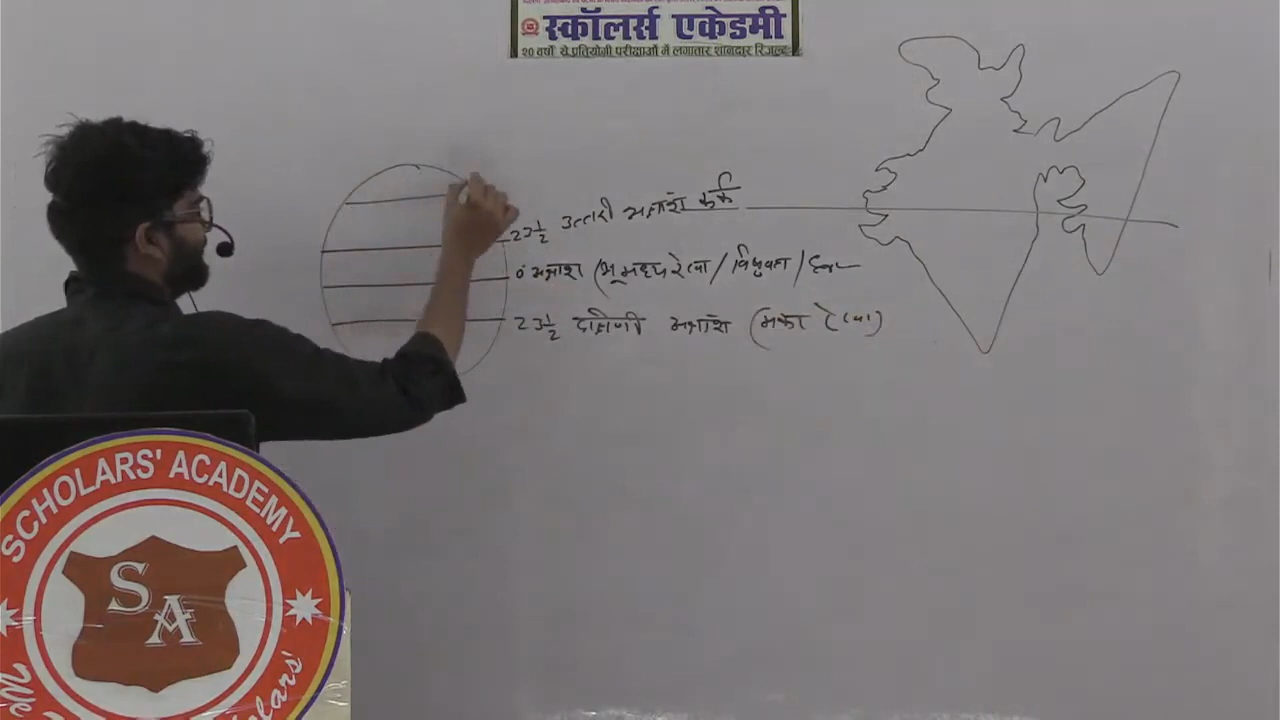 स्कॉलर्स एकेडमी
२० वर्षों से प्रतियोगी परीक्षाओं में लगातार शानदार रिजल्ट
23½ उत्तरी अक्षांश कर्क
0° अक्षांश (भूमध्य रेखा/विषुवत/
23½ दक्षिणी अक्षांश (मकर रेखा)
SCHOLARS' ACADEMY
SA